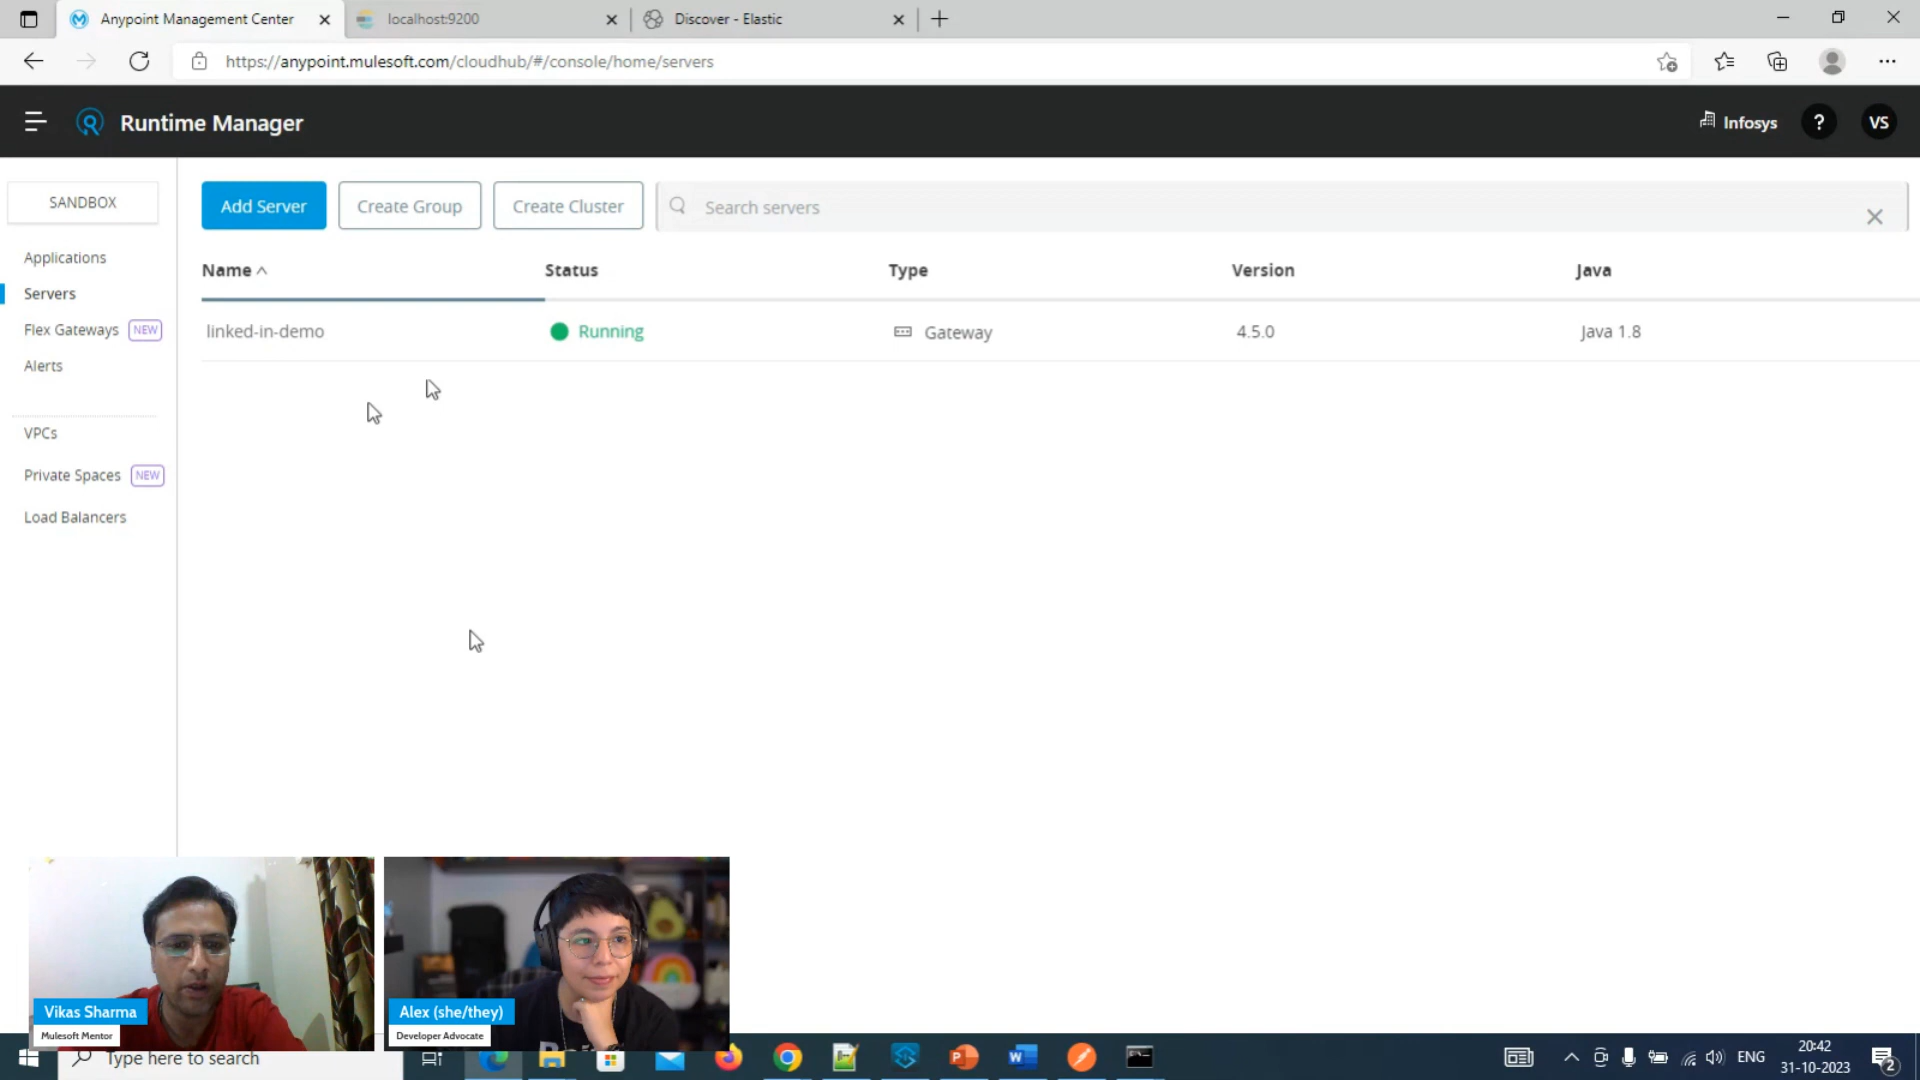 Anypoint Management Center
localhost:9200
Discover - Elastic
https://anypoint.mulesoft.com/cloudhub/#/console/home/servers
Runtime Manager
Infosys
?
VS
SANDBOX
Add Server
Create Group
Create Cluster
Search servers
Applications
Servers
Flex Gateways NEW
Alerts
VPCs
Private Spaces NEW
Load Balancers
Name Status Type Version Java
linked-in-demo Running Gateway 4.5.0 Java 1.8
Vikas Sharma
Mulesoft Mentor
Alex (she/they)
Developer Advocate
Type here to search
ENG
20:42
31-10-2023
2